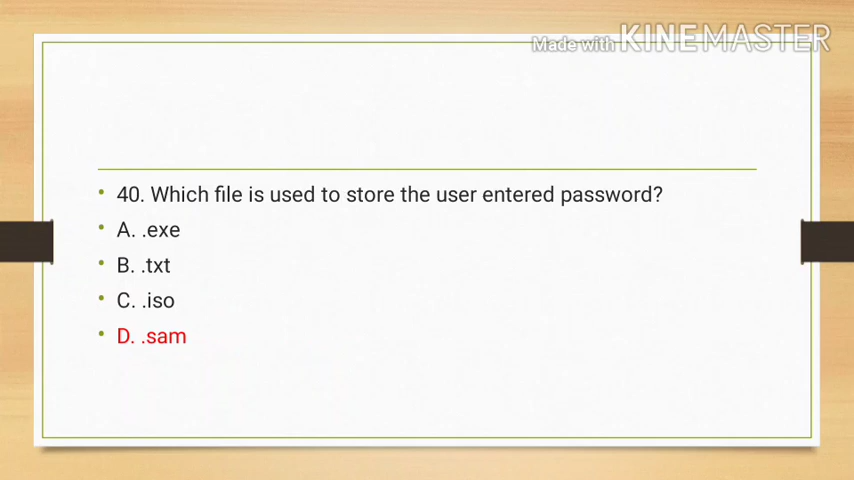 Made with KINEMASTER
40. Which file is used to store the user entered password?
A. .exe
B. .txt
C. .iso
D. .sam